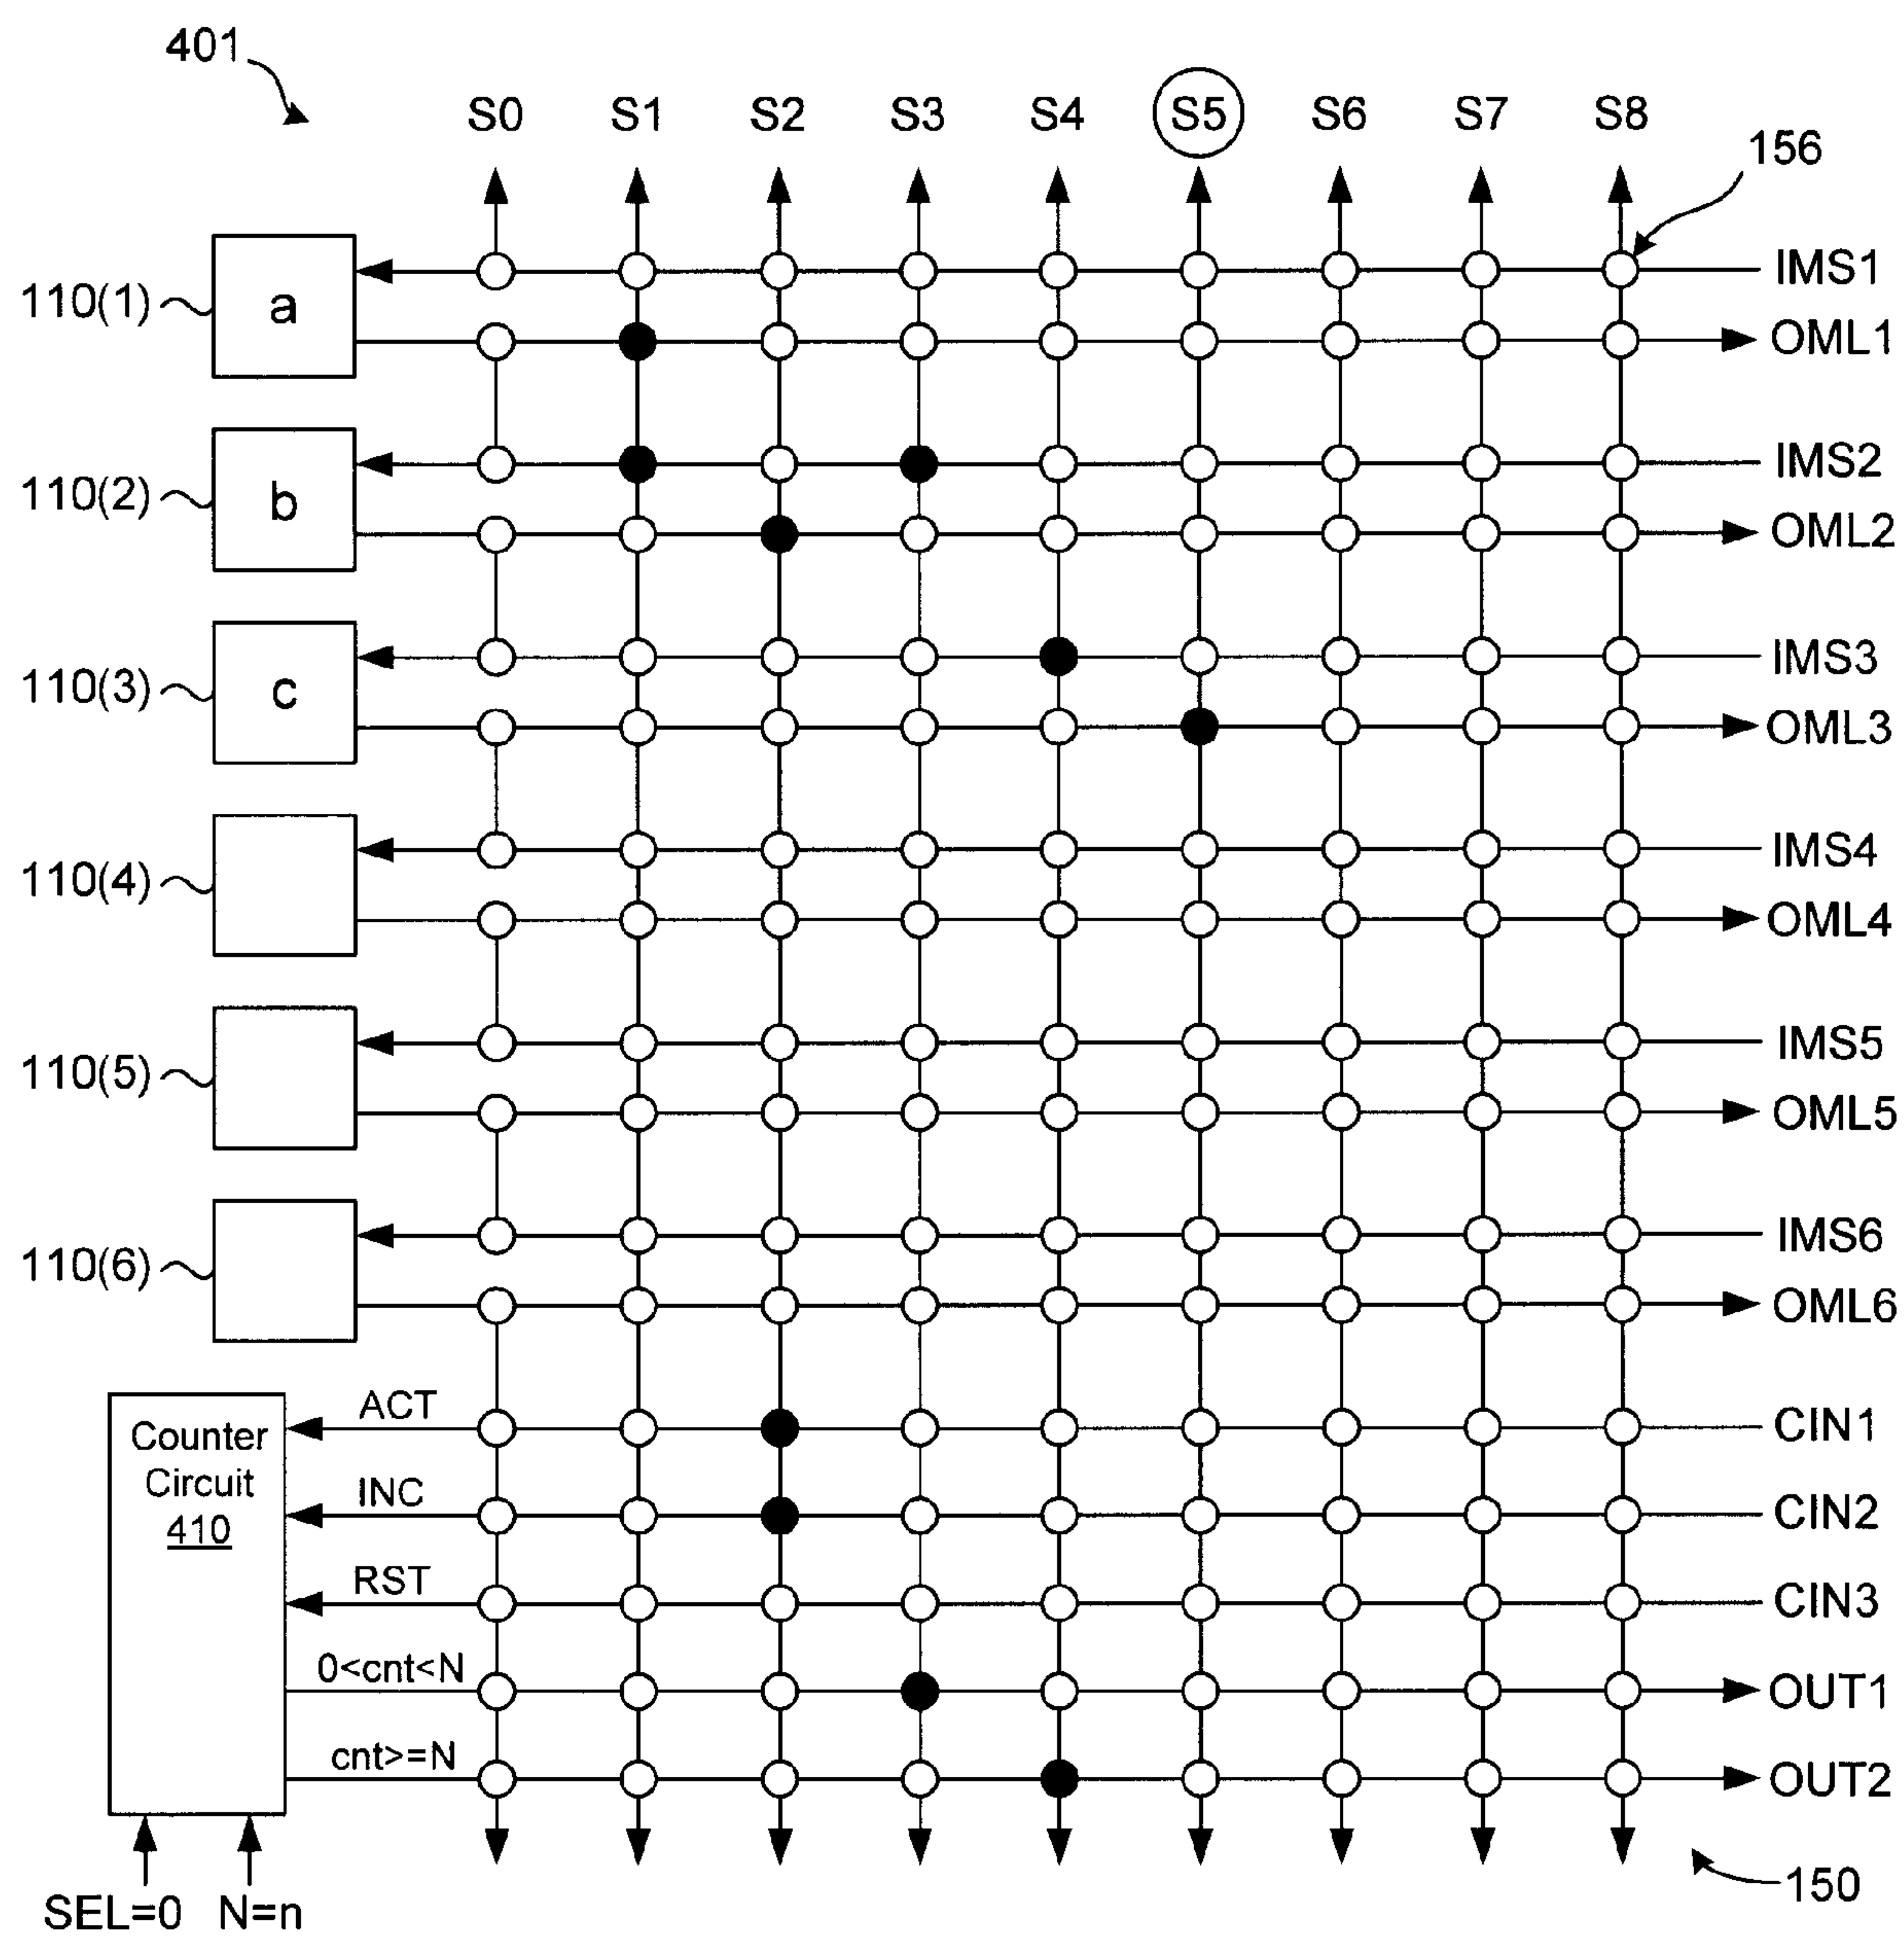 401
S0 S1 S2 S3 S4 S5 S6 S7 S8
156
110(1) a IMS1
OML1
110(2) b IMS2
OML2
110(3) c IMS3
OML3
110(4) IMS4
OML4
110(5) IMS5
OML5
110(6) IMS6
OML6
Counter
Circuit
410
ACT CIN1
INC CIN2
RST CIN3
0<cnt<N OUT1
cnt>=N OUT2
SEL=0 N=n
150